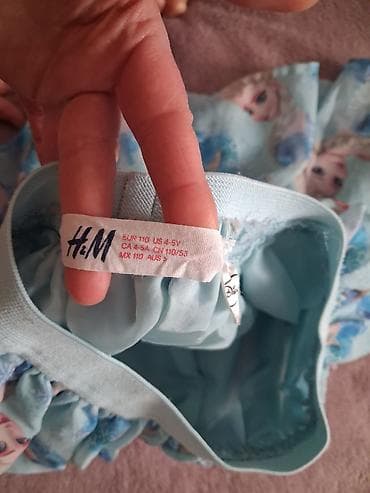 H&M
EUR 110 US 4-5Y
CA 4-5A CN 110/53
MX 110 AUS 5